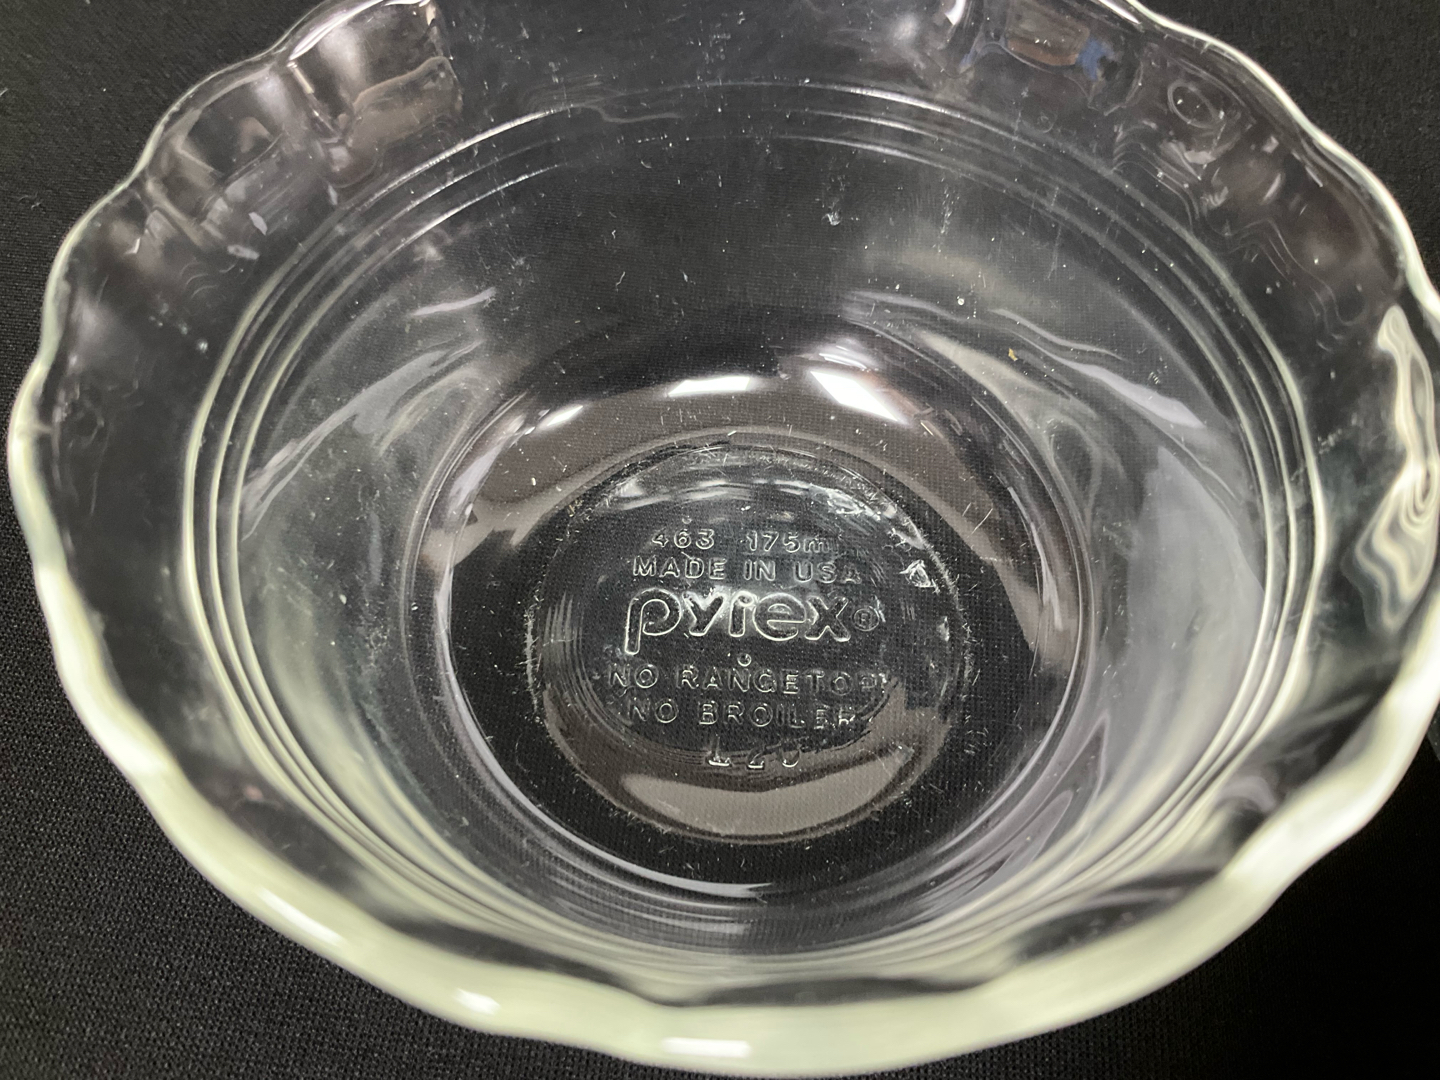 463 175ml
MADE IN USA
pyrex®
NO RANGETOP
NO BROILER